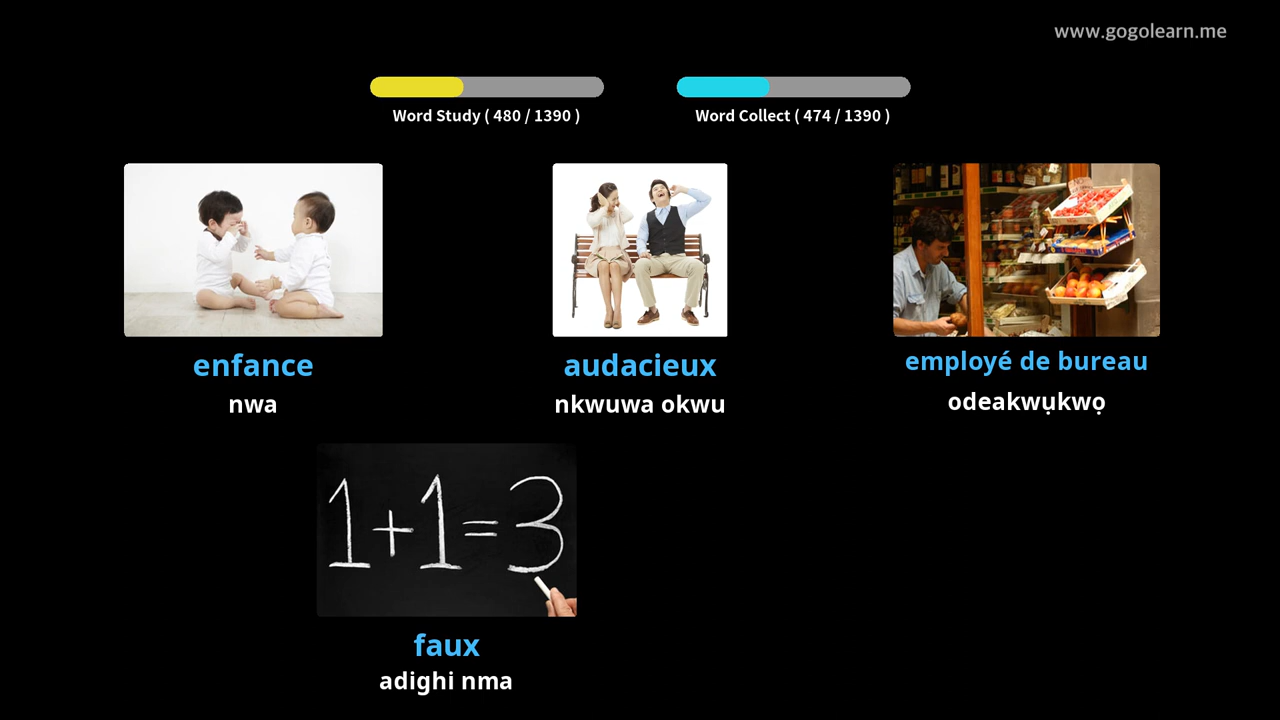 www.gogolearn.me
Word Study ( 480 / 1390 )
Word Collect ( 474 / 1390 )
enfance
nwa
audacieux
nkwuwa okwu
employé de bureau
odeakwụkwọ
1+1=3
faux
adighi nma